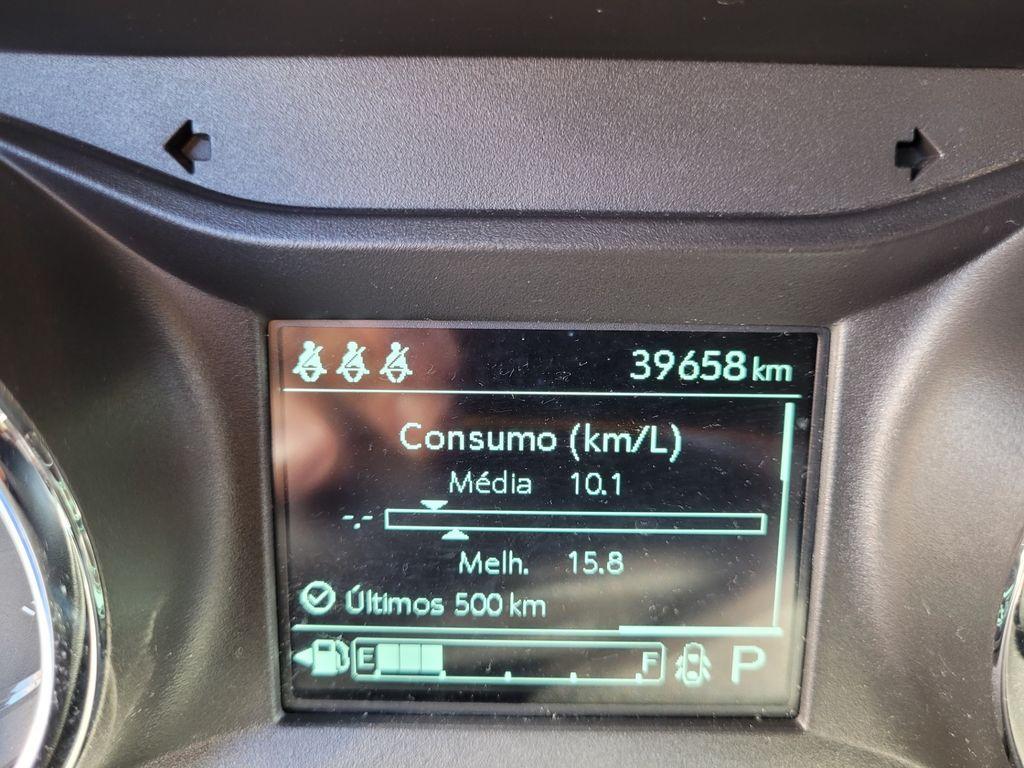 39658 km
Consumo (km/L)
Média 10.1
-.-
Melh. 15.8
Últimos 500 km
E F P